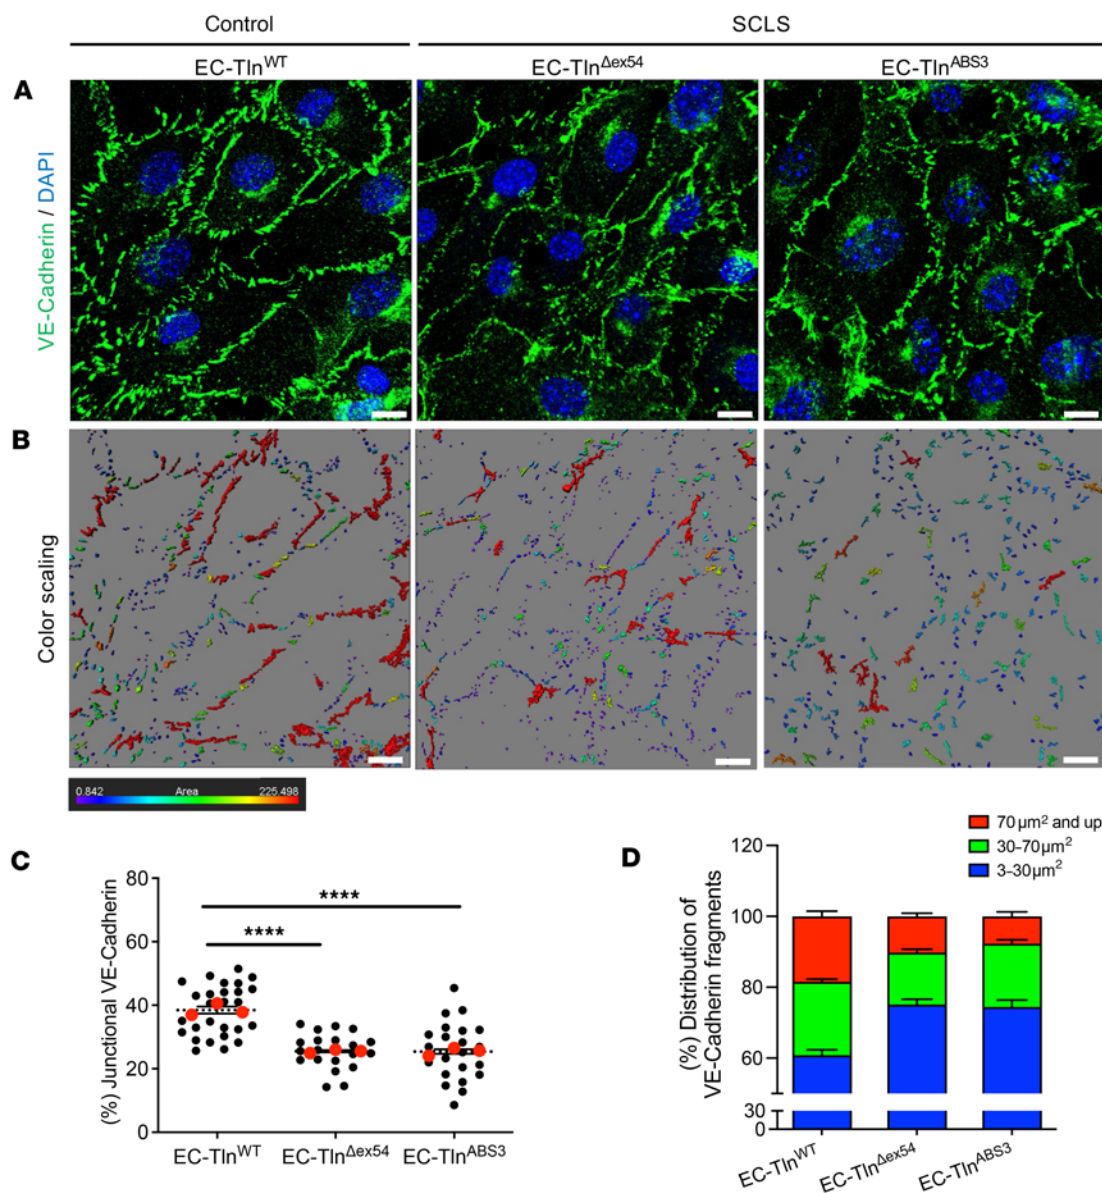 Control
SCLS
EC-Tln^WT
EC-Tln^Δex54
EC-Tln^ABS3
A
VE-Cadherin / DAPI
B
Color scaling
0.842 Area 225.498
C
(%) Junctional VE-Cadherin
80
60
40
20
0
****
****
EC-Tln^WT
EC-Tln^Δex54
EC-Tln^ABS3
D
70 µm² and up
30-70µm²
3-30µm²
(%) Distribution of
VE-Cadherin fragments
120
100
80
60
30
0
EC-Tln^WT
EC-Tln^Δex54
EC-Tln^ABS3